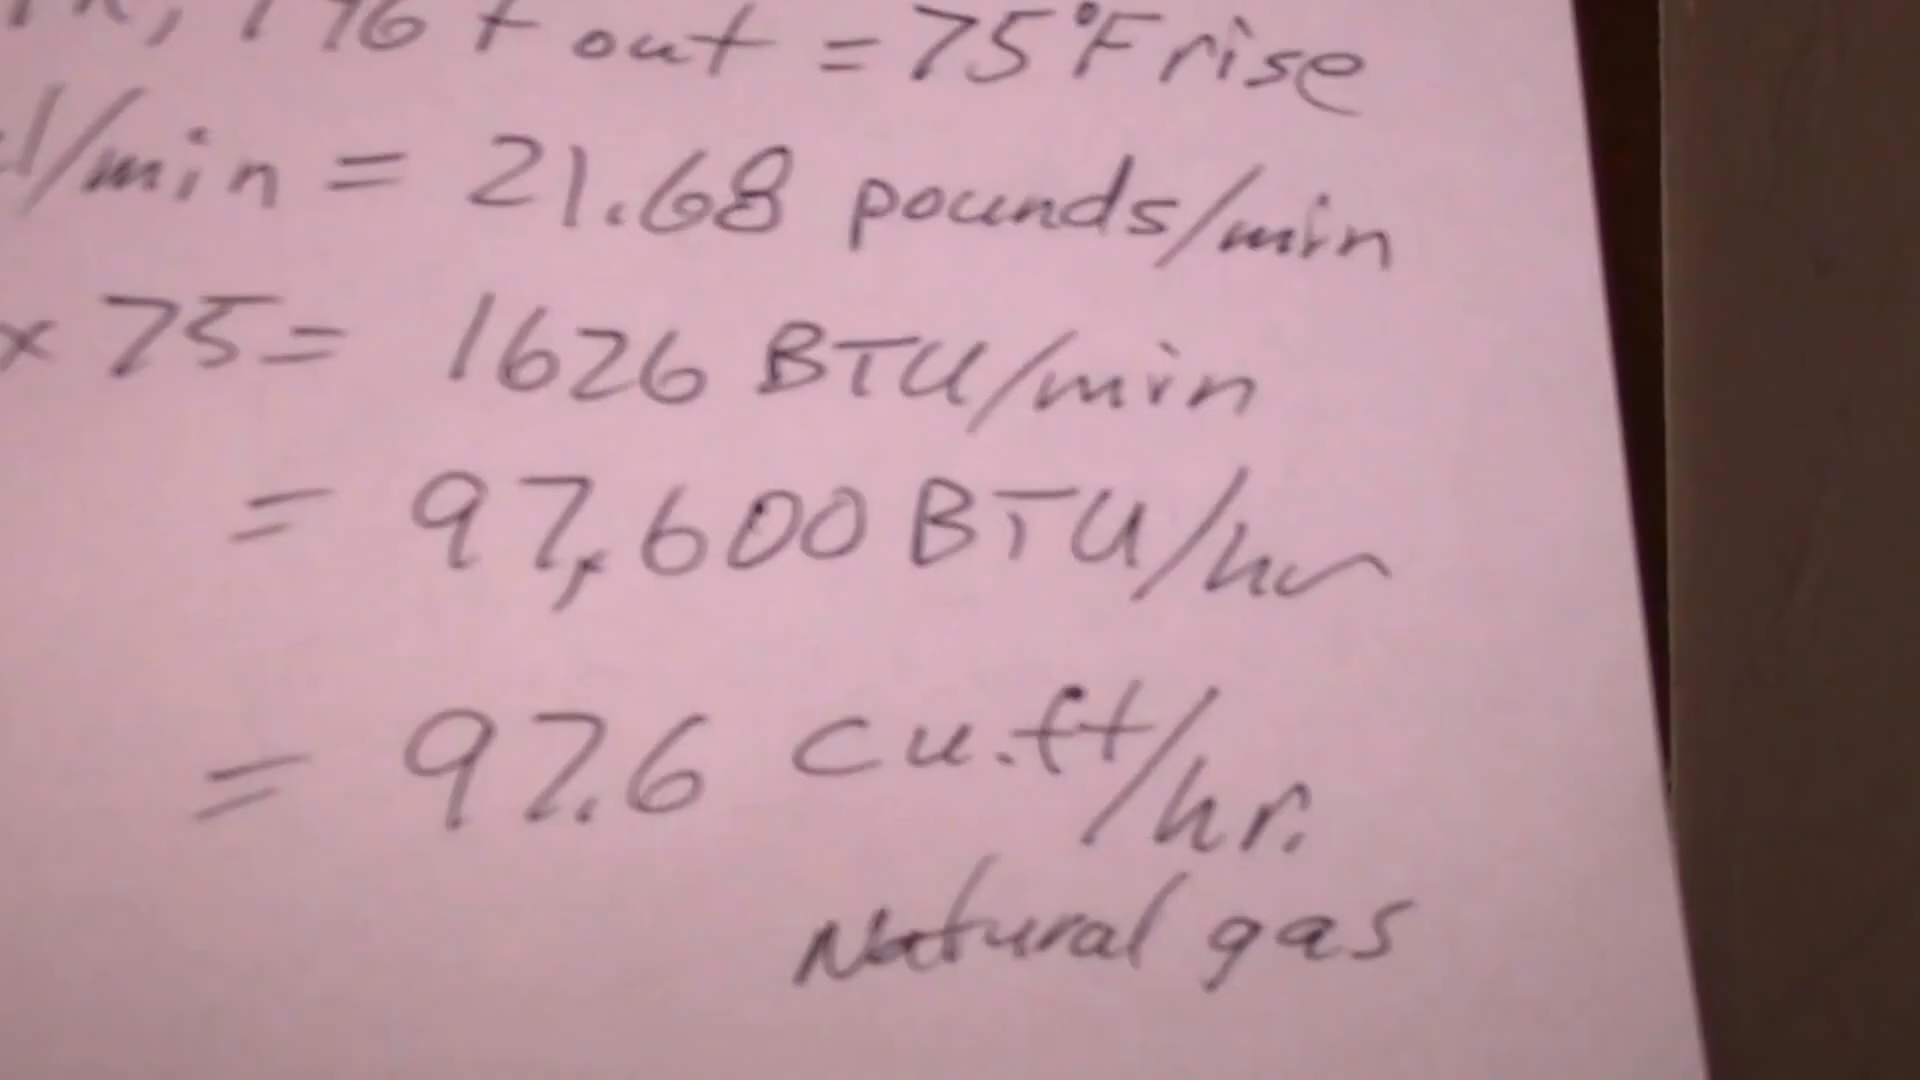 , 196 f out = 75°F rise
l/min = 21.68 pounds/min
x 75 = 1626 BTU/min
= 97,600 BTU/hr
= 97.6 cu.ft/hr.
Natural gas